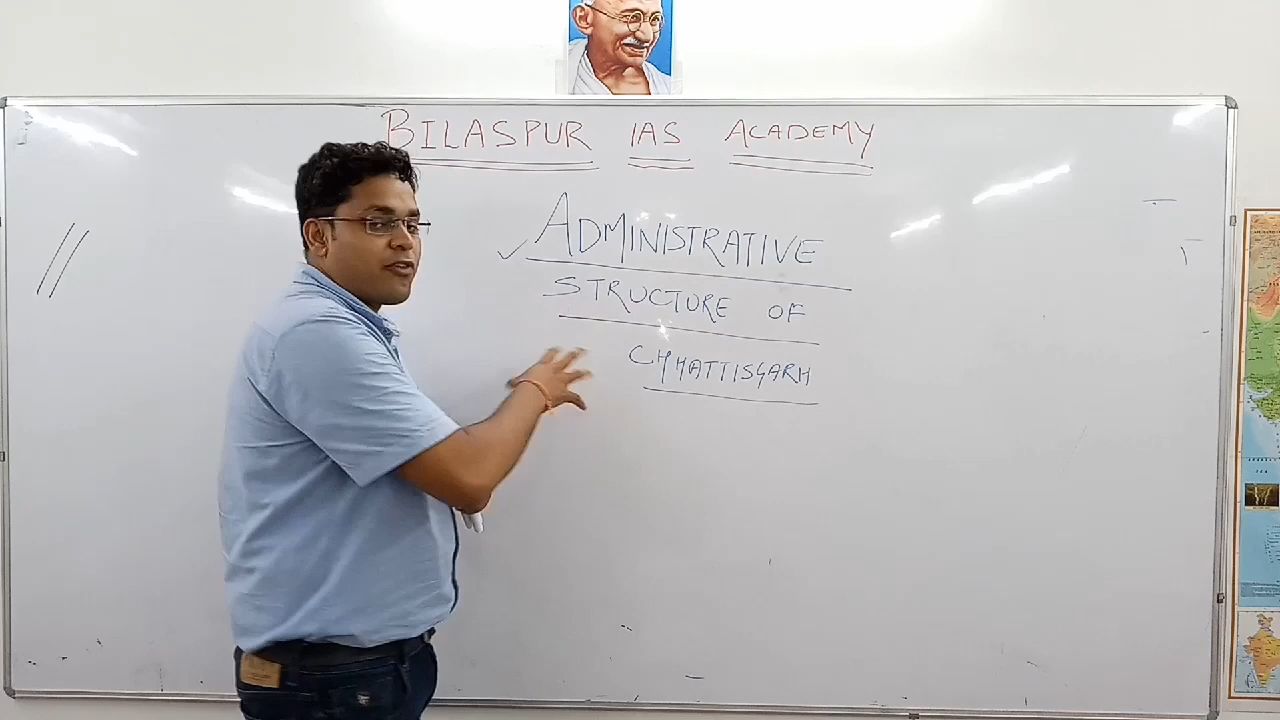 BILASPUR IAS ACADEMY
ADMINISTRATIVE
STRUCTURE OF
CHHATTISGARH